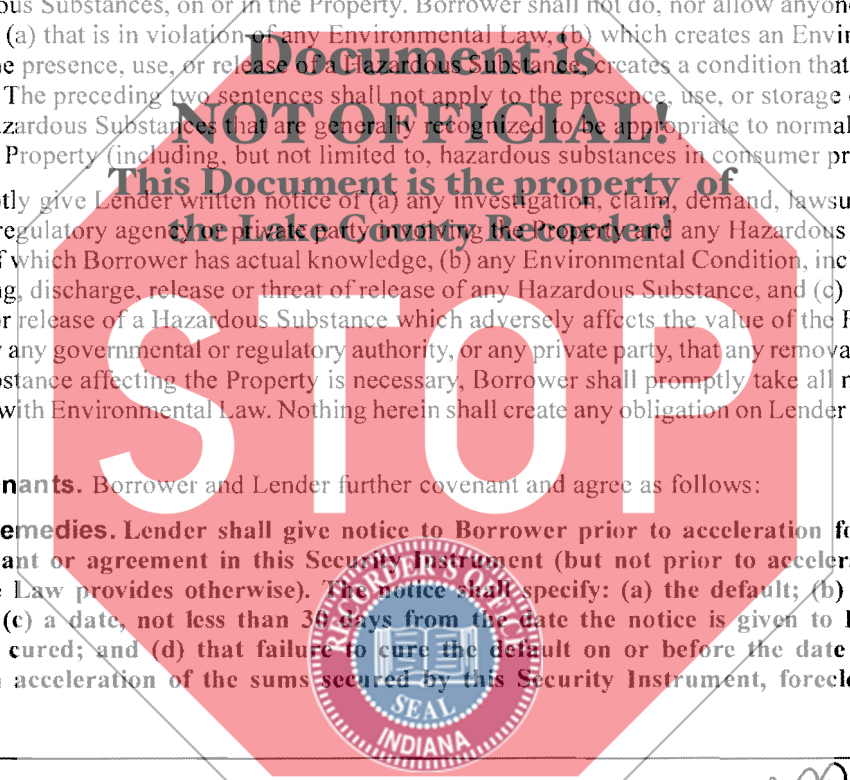 ous Substances, on or in the Property. Borrower shall not do, nor allow anyone
(a) that is in violation of any Environmental Law, (b) which creates an Envir
e presence, use, or release of a Hazardous Substance, creates a condition that
The preceding two sentences shall not apply to the presence, use, or storage
zardous Substances that are generally recognized to be appropriate to normal
Property (including, but not limited to, hazardous substances in consumer pr
Document is
NOT OFFICIAL!
This Document is the property of
the Lake County Recorder!
tly give Lender written notice of (a) any investigation, claim, demand, lawsu
regulatory agency or private party involving the Property and any Hazardous
f which Borrower has actual knowledge, (b) any Environmental Condition, inc
ng, discharge, release or threat of release of any Hazardous Substance, and (c)
or release of a Hazardous Substance which adversely affects the value of the P
y any governmental or regulatory authority, or any private party, that any remova
bstance affecting the Property is necessary, Borrower shall promptly take all
with Environmental Law. Nothing herein shall create any obligation on Lender
STOP
nants. Borrower and Lender further covenant and agree as follows:
emedies. Lender shall give notice to Borrower prior to acceleration fo
ant or agreement in this Security Instrument (but not prior to acceler
e Law provides otherwise). The notice shall specify: (a) the default; (b)
(c) a date, not less than 30 days from the date the notice is given to
cured; and (d) that failure to cure the default on or before the date
acceleration of the sums secured by this Security Instrument, forecl
RECORDER'S OFFICE
SEAL
INDIANA